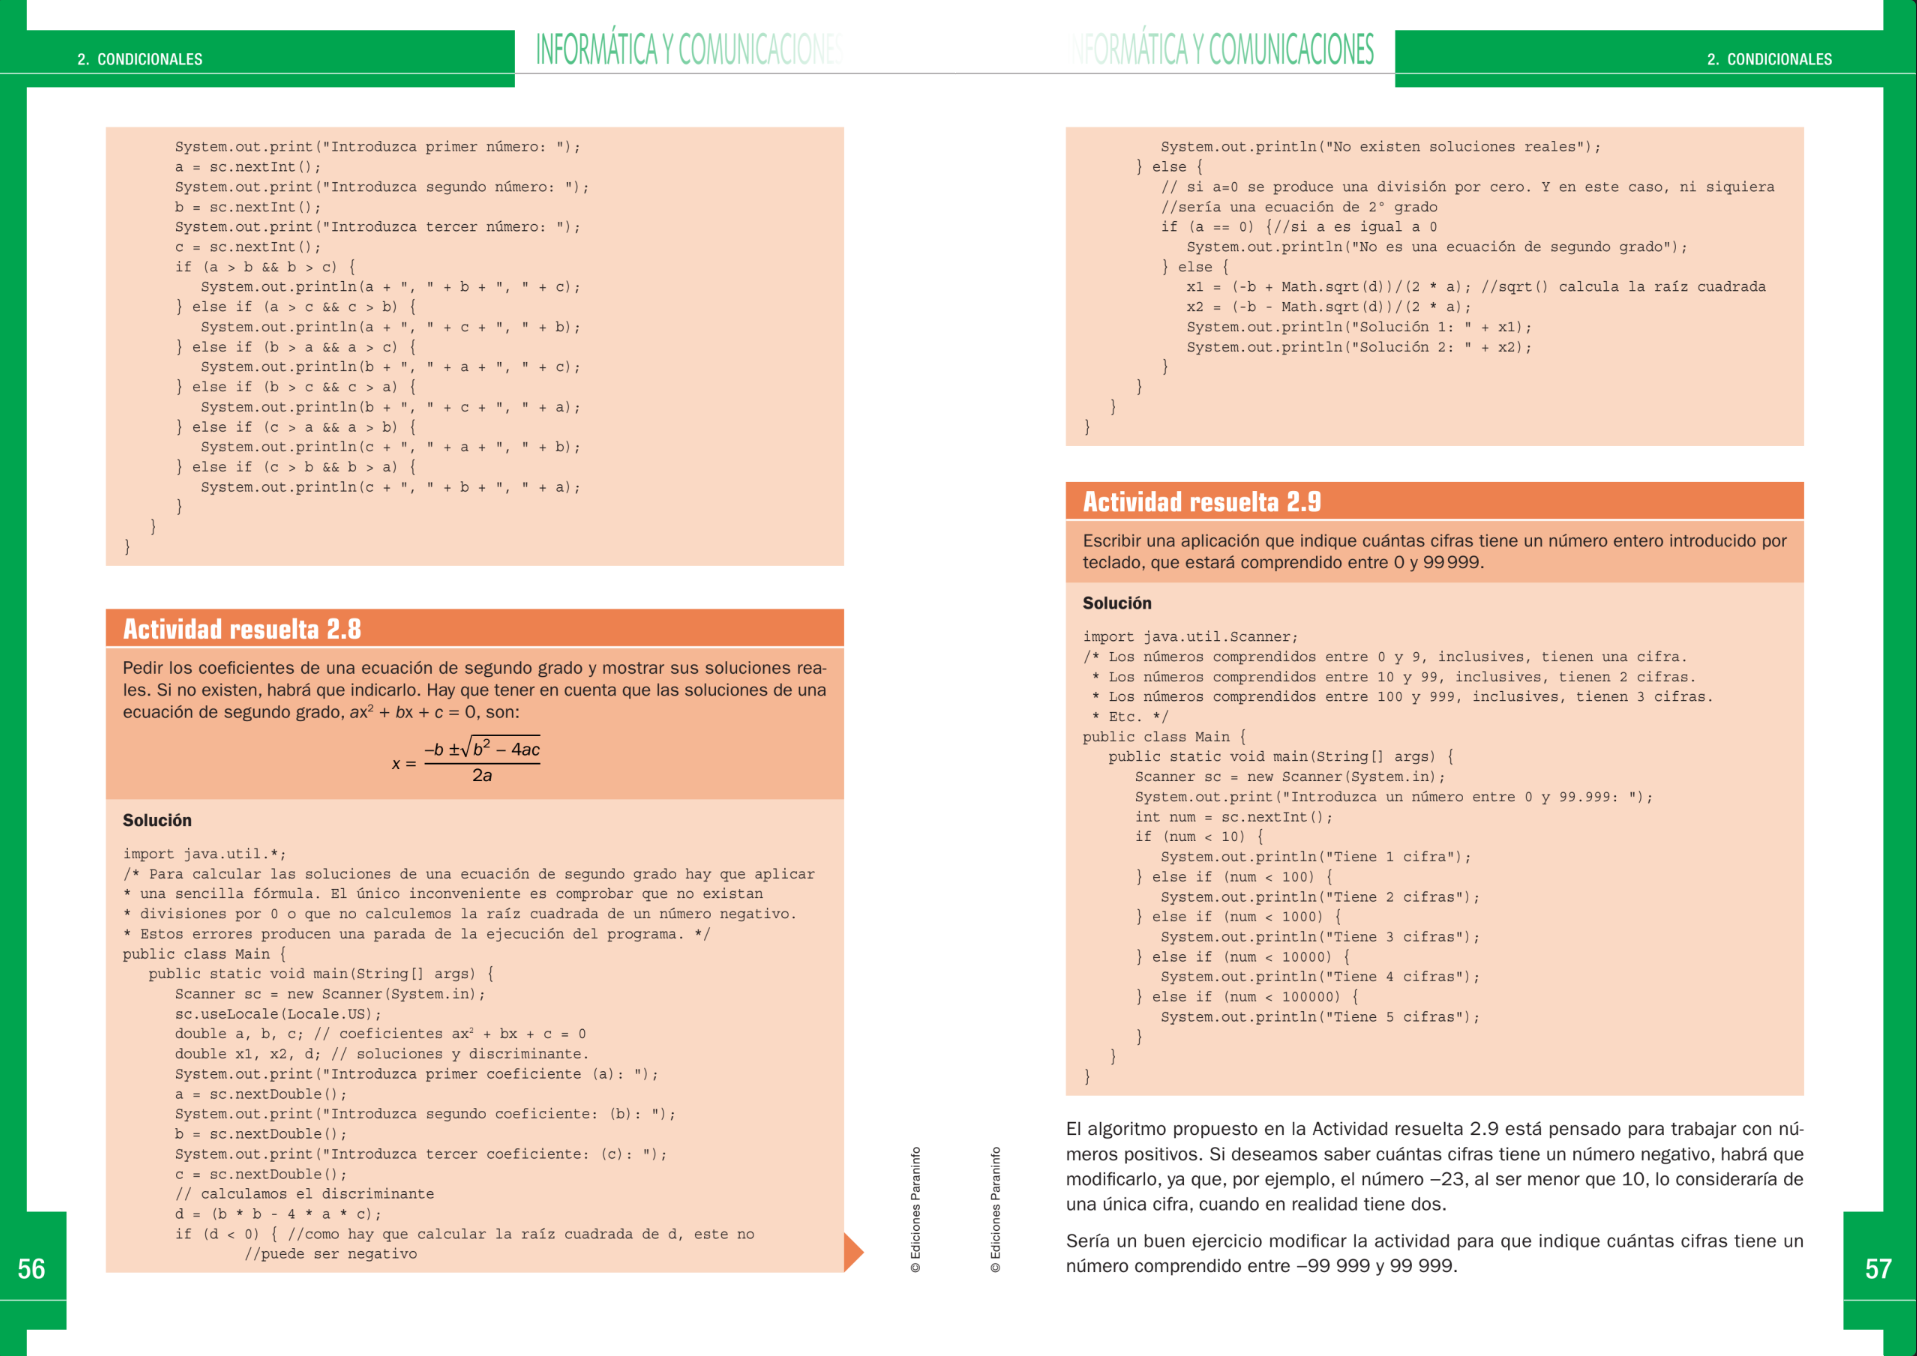 2. CONDICIONALES
INFORMÁTICA Y COMUNICACIONES
System.out.print("Introduzca primer número: ");
a = sc.nextInt();
System.out.print("Introduzca segundo número: ");
b = sc.nextInt();
System.out.print("Introduzca tercer número: ");
c = sc.nextInt();
if (a > b && b > c) {
System.out.println(a + ", " + b + ", " + c);
} else if (a > c && c > b) {
System.out.println(a + ", " + c + ", " + b);
} else if (b > a && a > c) {
System.out.println(b + ", " + a + ", " + c);
} else if (b > c && c > a) {
System.out.println(b + ", " + c + ", " + a);
} else if (c > a && a > b) {
System.out.println(c + ", " + a + ", " + b);
} else if (c > b && b > a) {
System.out.println(c + ", " + b + ", " + a);
}
}
}
Actividad resuelta 2.8
Pedir los coeficientes de una ecuación de segundo grado y mostrar sus soluciones rea-
les. Si no existen, habrá que indicarlo. Hay que tener en cuenta que las soluciones de una
ecuación de segundo grado, ax² + bx + c = 0, son:
x = –b ±√b² – 4ac
2a
Solución
import java.util.*;
/* Para calcular las soluciones de una ecuación de segundo grado hay que aplicar
* una sencilla fórmula. El único inconveniente es comprobar que no existan
* divisiones por 0 o que no calculemos la raíz cuadrada de un número negativo.
* Estos errores producen una parada de la ejecución del programa. */
public class Main {
public static void main(String[] args) {
Scanner sc = new Scanner(System.in);
sc.useLocale(Locale.US);
double a, b, c; // coeficientes ax² + bx + c = 0
double x1, x2, d; // soluciones y discriminante.
System.out.print("Introduzca primer coeficiente (a): ");
a = sc.nextDouble();
System.out.print("Introduzca segundo coeficiente: (b): ");
b = sc.nextDouble();
System.out.print("Introduzca tercer coeficiente: (c): ");
c = sc.nextDouble();
// calculamos el discriminante
d = (b * b - 4 * a * c);
if (d < 0) { //como hay que calcular la raíz cuadrada de d, este no
//puede ser negativo
© Ediciones Paraninfo
56
INFORMÁTICA Y COMUNICACIONES
2. CONDICIONALES
System.out.println("No existen soluciones reales");
} else {
// si a=0 se produce una división por cero. Y en este caso, ni siquiera
//sería una ecuación de 2° grado
if (a == 0) {//si a es igual a 0
System.out.println("No es una ecuación de segundo grado");
} else {
x1 = (-b + Math.sqrt(d))/(2 * a); //sqrt() calcula la raíz cuadrada
x2 = (-b - Math.sqrt(d))/(2 * a);
System.out.println("Solución 1: " + x1);
System.out.println("Solución 2: " + x2);
}
}
}
}
Actividad resuelta 2.9
Escribir una aplicación que indique cuántas cifras tiene un número entero introducido por
teclado, que estará comprendido entre 0 y 99 999.
Solución
import java.util.Scanner;
/* Los números comprendidos entre 0 y 9, inclusives, tienen una cifra.
* Los números comprendidos entre 10 y 99, inclusives, tienen 2 cifras.
* Los números comprendidos entre 100 y 999, inclusives, tienen 3 cifras.
* Etc. */
public class Main {
public static void main(String[] args) {
Scanner sc = new Scanner(System.in);
System.out.print("Introduzca un número entre 0 y 99.999: ");
int num = sc.nextInt();
if (num < 10) {
System.out.println("Tiene 1 cifra");
} else if (num < 100) {
System.out.println("Tiene 2 cifras");
} else if (num < 1000) {
System.out.println("Tiene 3 cifras");
} else if (num < 10000) {
System.out.println("Tiene 4 cifras");
} else if (num < 100000) {
System.out.println("Tiene 5 cifras");
}
}
}
El algoritmo propuesto en la Actividad resuelta 2.9 está pensado para trabajar con nú-
meros positivos. Si deseamos saber cuántas cifras tiene un número negativo, habrá que
modificarlo, ya que, por ejemplo, el número –23, al ser menor que 10, lo consideraría de
una única cifra, cuando en realidad tiene dos.
Sería un buen ejercicio modificar la actividad para que indique cuántas cifras tiene un
número comprendido entre –99 999 y 99 999.
© Ediciones Paraninfo
57